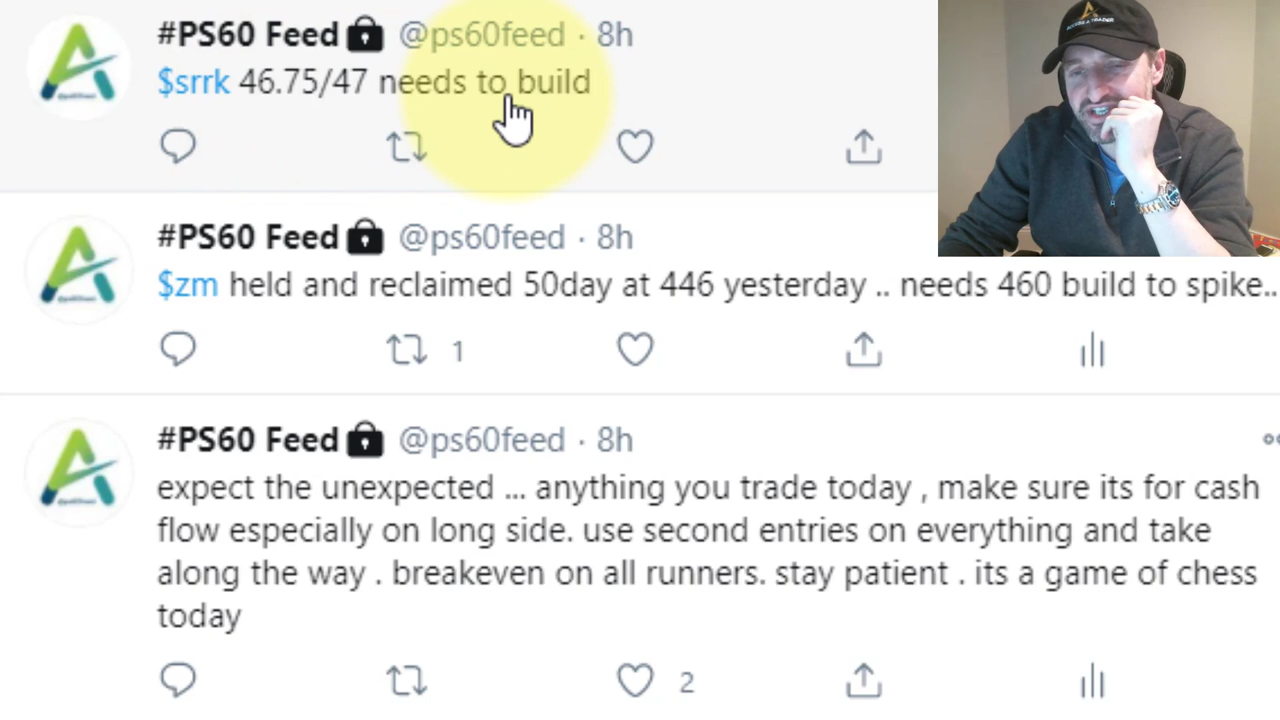 #PS60 Feed @ps60feed · 8h
$srrk 46.75/47 needs to build
#PS60 Feed @ps60feed · 8h
$zm held and reclaimed 50day at 446 yesterday .. needs 460 build to spike..
1
#PS60 Feed @ps60feed · 8h
expect the unexpected ... anything you trade today , make sure its for cash
flow especially on long side. use second entries on everything and take
along the way . breakeven on all runners. stay patient . its a game of chess
today
2